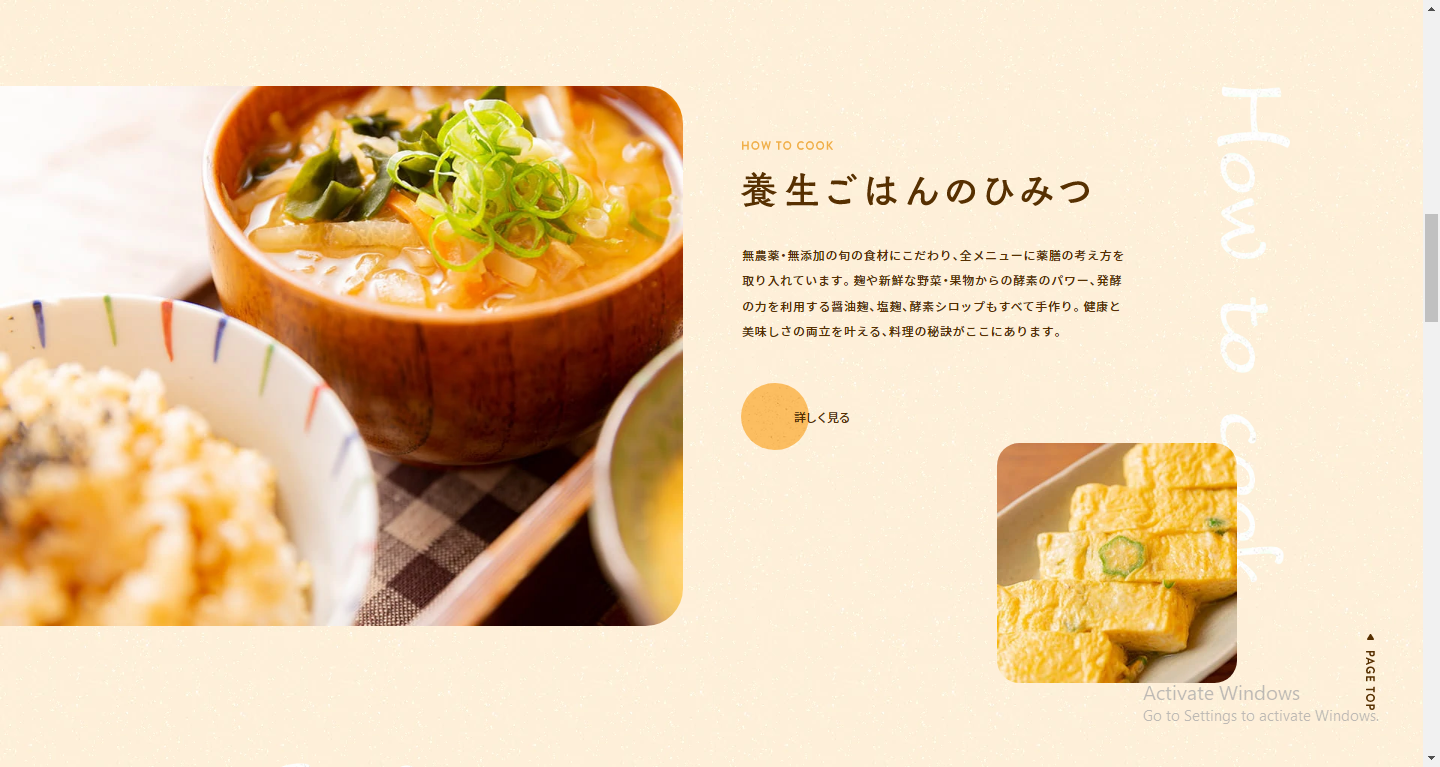 HOW TO COOK
養生ごはんのひみつ
無農薬・無添加の旬の食材にこだわり、全メニューに薬膳の考え方を
取り入れています。麹や新鮮な野菜・果物からの酵素のパワー、発酵
の力を利用する醤油麹、塩麹、酵素シロップもすべて手作り。健康と
美味しさの両立を叶える、料理の秘訣がここにあります。
詳しく見る
How to cook
PAGE TOP
Activate Windows
Go to Settings to activate Windows.